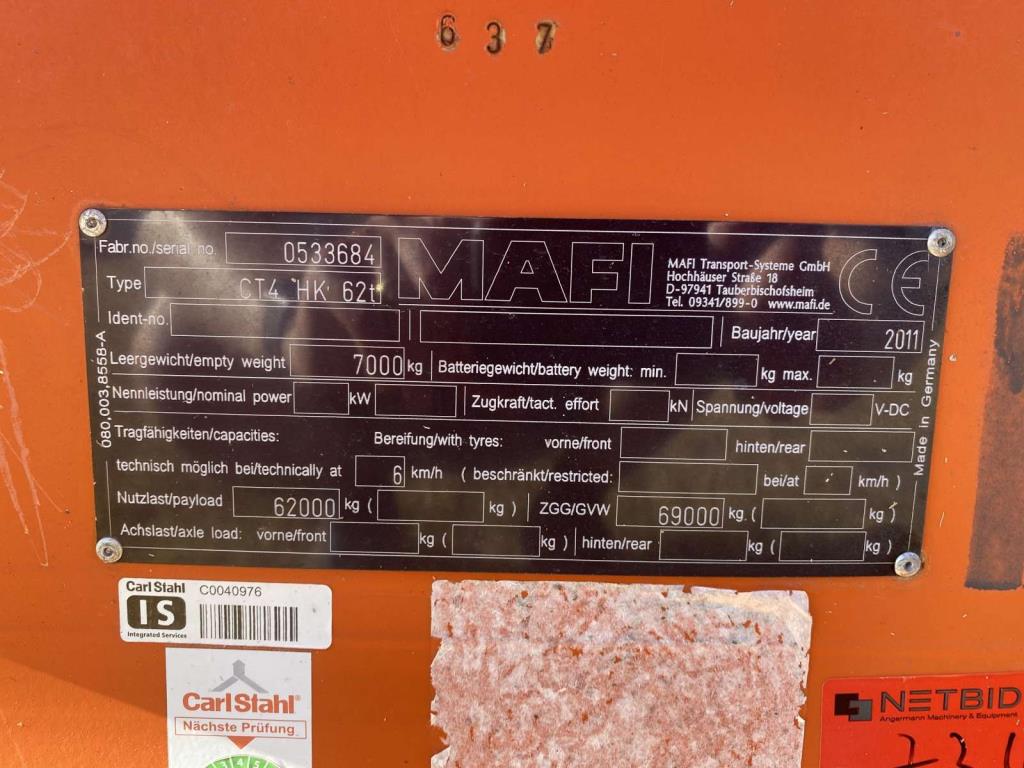 637
Fabr.no./serial no. 0533684
MAFI
MAFI Transport-Systeme GmbH
Hochhäuser Straße 18
D-97941 Tauberbischofsheim
Tel. 09341/899-0 www.mafi.de
CE
Type CT4 HK 62t
Ident-no. Baujahr/year 2011
Leergewicht/empty weight 7000 kg Batteriegewicht/battery weight: min. kg max. kg
Nennleistung/nominal power kW Zugkraft/tact. effort kN Spannung/voltage V-DC
Tragfähigkeiten/capacities: Bereifung/with tyres: vorne/front hinten/rear
technisch möglich bei/technically at 6 km/h ( beschränkt/restricted: bei/at km/h )
Nutzlast/payload 62000 kg ( kg ) ZGG/GVW 69000 kg ( kg )
Achslast/axle load: vorne/front kg ( kg ) hinten/rear kg ( kg )
080.003.8558-A
Made in Germany
Carl Stahl C0040976
IS
Integrated Services
Carl Stahl
Nächste Prüfung
3 4 5
NETBID
Angermann Machinery & Equipment